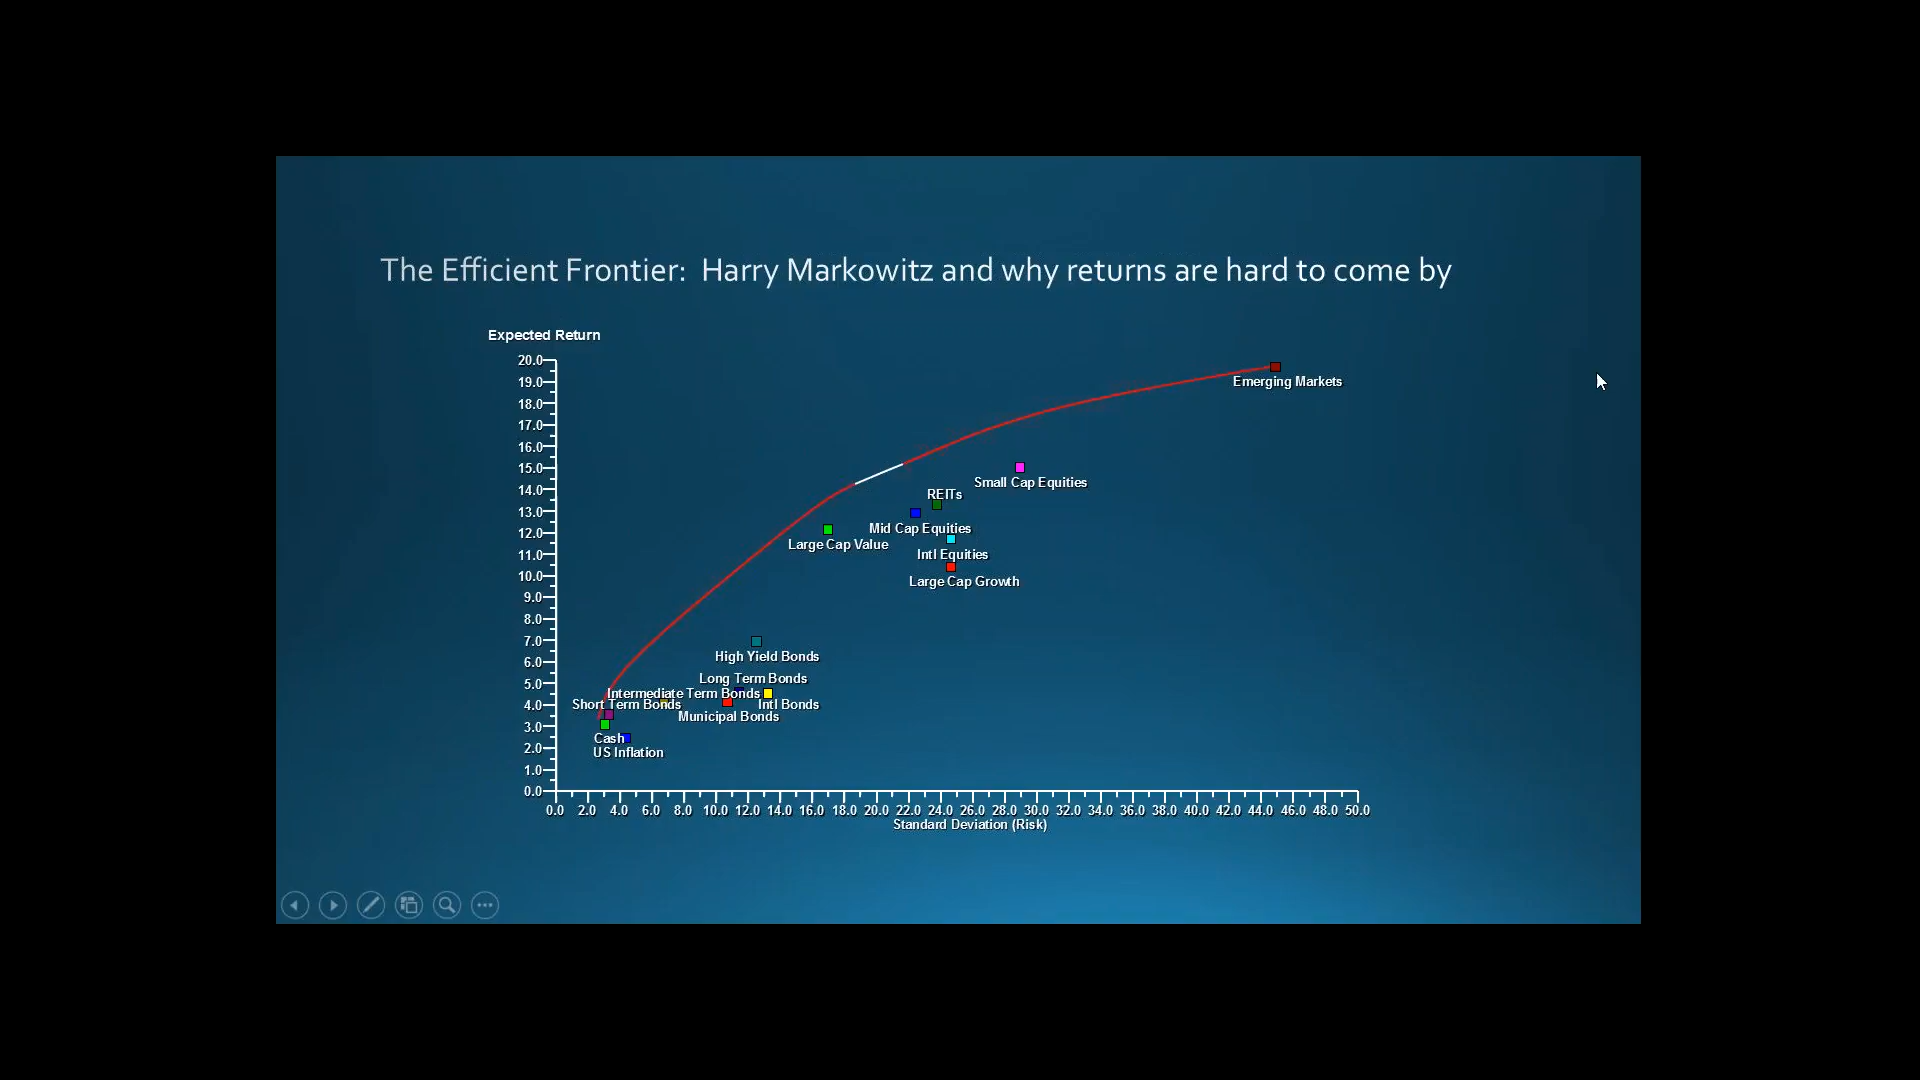 The Efficient Frontier:  Harry Markowitz and why returns are hard to come by
Expected Return
20.0
19.0
18.0
17.0
16.0
15.0
14.0
13.0
12.0
11.0
10.0
9.0
8.0
7.0
6.0
5.0
4.0
3.0
2.0
1.0
0.0
Emerging Markets
Small Cap Equities
REITs
Mid Cap Equities
Large Cap Value
Intl Equities
Large Cap Growth
High Yield Bonds
Long Term Bonds
Intermediate Term Bonds
Short Term Bonds
Intl Bonds
Municipal Bonds
Cash
US Inflation
0.0 2.0 4.0 6.0 8.0 10.0 12.0 14.0 16.0 18.0 20.0 22.0 24.0 26.0 28.0 30.0 32.0 34.0 36.0 38.0 40.0 42.0 44.0 46.0 48.0 50.0
Standard Deviation (Risk)